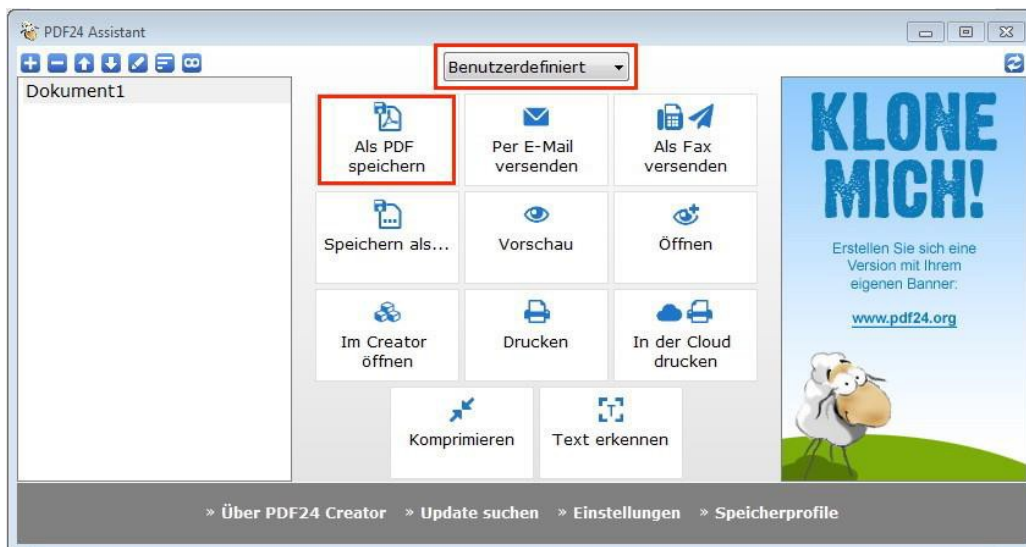 PDF24 Assistant
Benutzerdefiniert
Dokument1
Als PDF
speichern
Per E-Mail
versenden
Als Fax
versenden
Speichern als...
Vorschau
Öffnen
Im Creator
öffnen
Drucken
In der Cloud
drucken
Komprimieren
Text erkennen
KLONE
MICH!
Erstellen Sie sich eine
Version mit Ihrem
eigenen Banner:
www.pdf24.org
» Über PDF24 Creator » Update suchen » Einstellungen » Speicherprofile